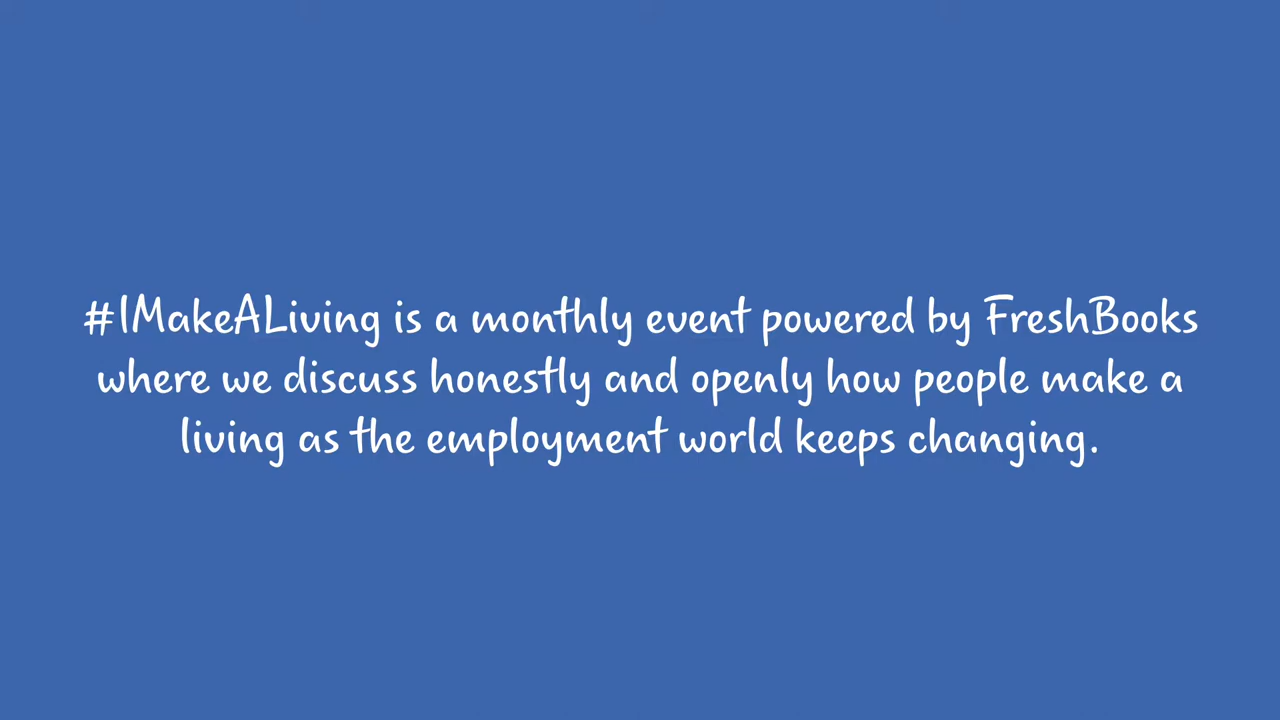 #IMakeALiving is a monthly event powered by FreshBooks
where we discuss honestly and openly how people make a
living as the employment world keeps changing.